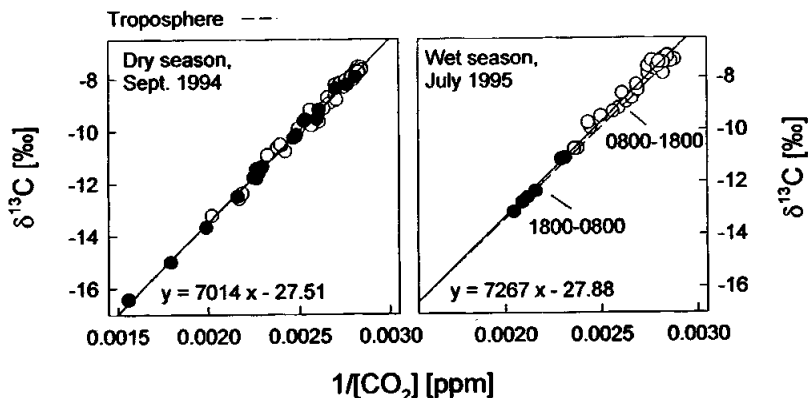 Troposphere
Dry season,
Sept. 1994
Wet season,
July 1995
δ¹³C [‰]
-8
-10
-12
-14
-16
y = 7014 x - 27.51
0.0015
0.0020
0.0025
0.0030
0800-1800
1800-0800
y = 7267 x - 27.88
0.0020
0.0025
0.0030
-8
-10
-12
-14
-16
δ¹³C [‰]
1/[CO₂] [ppm]